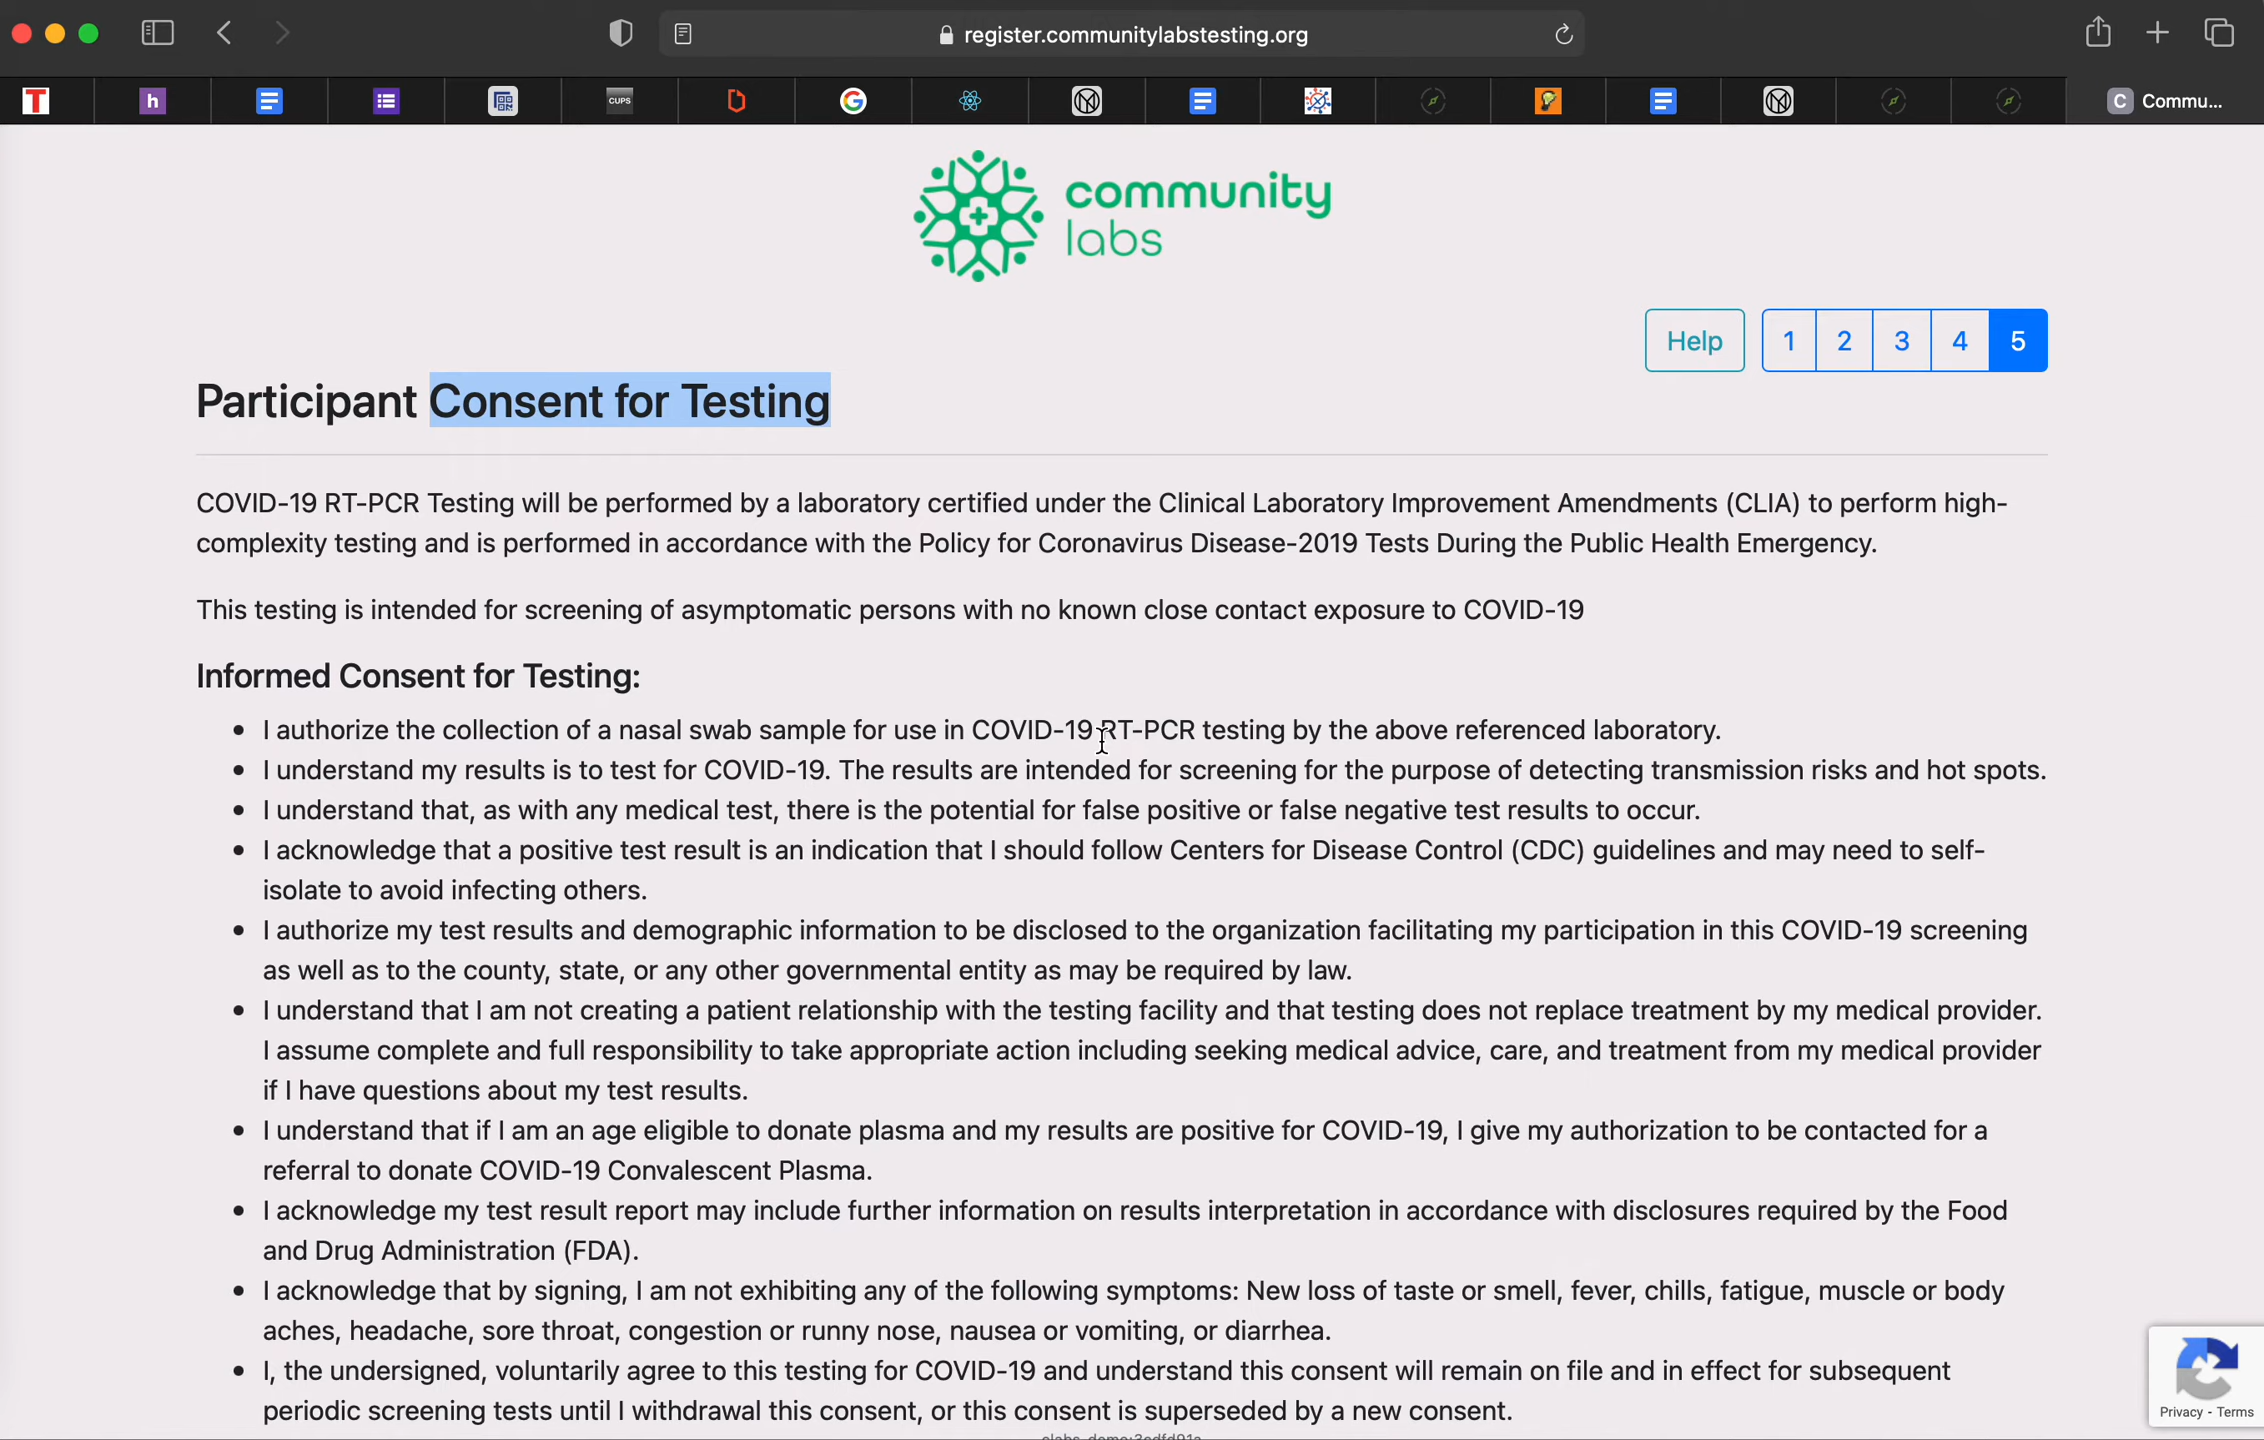 register.communitylabstesting.org
T
h
CUPS
G
C Commu...
community
labs
Help 1 2 3 4 5
Participant Consent for Testing
COVID-19 RT-PCR Testing will be performed by a laboratory certified under the Clinical Laboratory Improvement Amendments (CLIA) to perform high-
complexity testing and is performed in accordance with the Policy for Coronavirus Disease-2019 Tests During the Public Health Emergency.
This testing is intended for screening of asymptomatic persons with no known close contact exposure to COVID-19
Informed Consent for Testing:
• I authorize the collection of a nasal swab sample for use in COVID-19 RT-PCR testing by the above referenced laboratory.
• I understand my results is to test for COVID-19. The results are intended for screening for the purpose of detecting transmission risks and hot spots.
• I understand that, as with any medical test, there is the potential for false positive or false negative test results to occur.
• I acknowledge that a positive test result is an indication that I should follow Centers for Disease Control (CDC) guidelines and may need to self-
isolate to avoid infecting others.
• I authorize my test results and demographic information to be disclosed to the organization facilitating my participation in this COVID-19 screening
as well as to the county, state, or any other governmental entity as may be required by law.
• I understand that I am not creating a patient relationship with the testing facility and that testing does not replace treatment by my medical provider.
I assume complete and full responsibility to take appropriate action including seeking medical advice, care, and treatment from my medical provider
if I have questions about my test results.
• I understand that if I am an age eligible to donate plasma and my results are positive for COVID-19, I give my authorization to be contacted for a
referral to donate COVID-19 Convalescent Plasma.
• I acknowledge my test result report may include further information on results interpretation in accordance with disclosures required by the Food
and Drug Administration (FDA).
• I acknowledge that by signing, I am not exhibiting any of the following symptoms: New loss of taste or smell, fever, chills, fatigue, muscle or body
aches, headache, sore throat, congestion or runny nose, nausea or vomiting, or diarrhea.
• I, the undersigned, voluntarily agree to this testing for COVID-19 and understand this consent will remain on file and in effect for subsequent
periodic screening tests until I withdrawal this consent, or this consent is superseded by a new consent.
Privacy - Terms